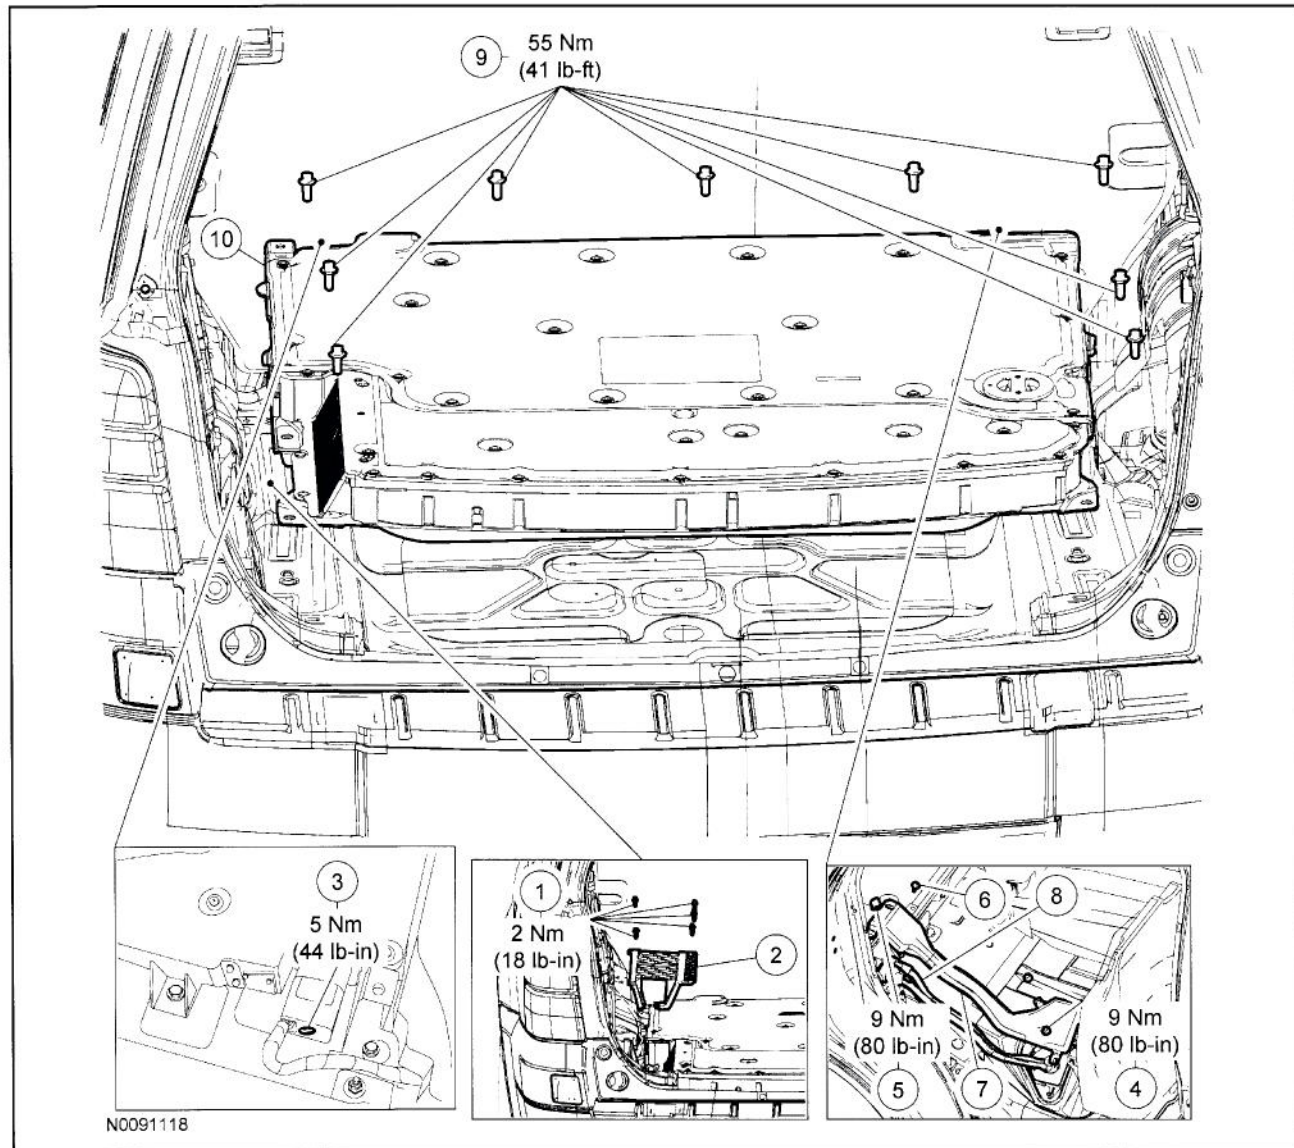 9
55 Nm
(41 lb-ft)
10
3
5 Nm
(44 lb-in)
1
2 Nm
(18 lb-in)
2
6
8
9 Nm
(80 lb-in)
5
7
9 Nm
(80 lb-in)
4
N0091118